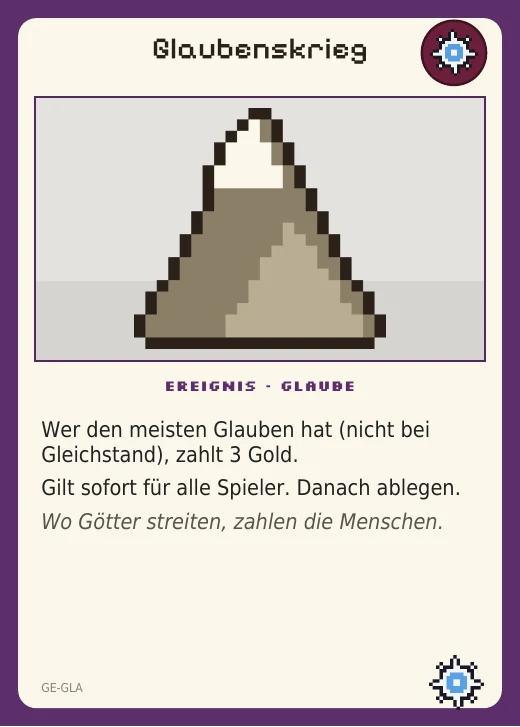 Glaubenskrieg
EREIGNIS - GLAUBE
Wer den meisten Glauben hat (nicht bei
Gleichstand), zahlt 3 Gold.
Gilt sofort für alle Spieler. Danach ablegen.
Wo Götter streiten, zahlen die Menschen.
GE-GLA